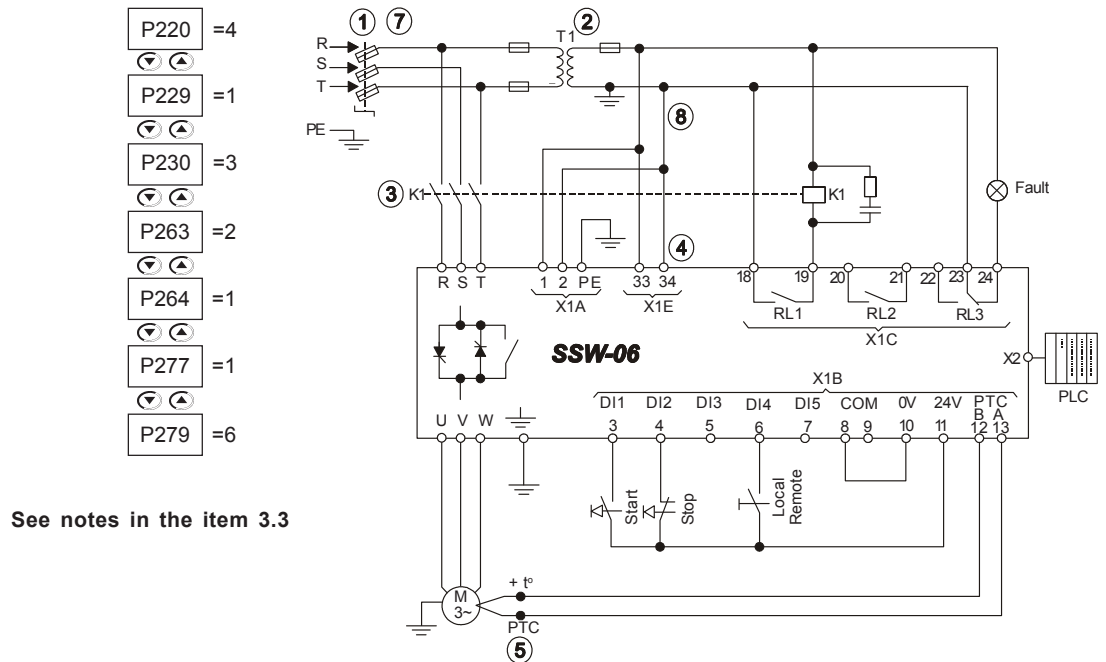 P220 =4
P229 =1
P230 =3
P263 =2
P264 =1
P277 =1
P279 =6
See notes in the item 3.3
1 7 2
R
S
T
T1
PE
8
3 K1
K1
Fault
4
R S T 1 2 PE 33 34 18 19 20 21 22 23 24
X1A X1E RL1 RL2 RL3
X1C
SSW-06
X2
PLC
X1B
DI1 DI2 DI3 DI4 DI5 COM 0V 24V PTC
B A
U V W 3 4 5 6 7 8 9 10 11 12 13
Start
Stop
Local
Remote
+ tº
M
3~
PTC
5